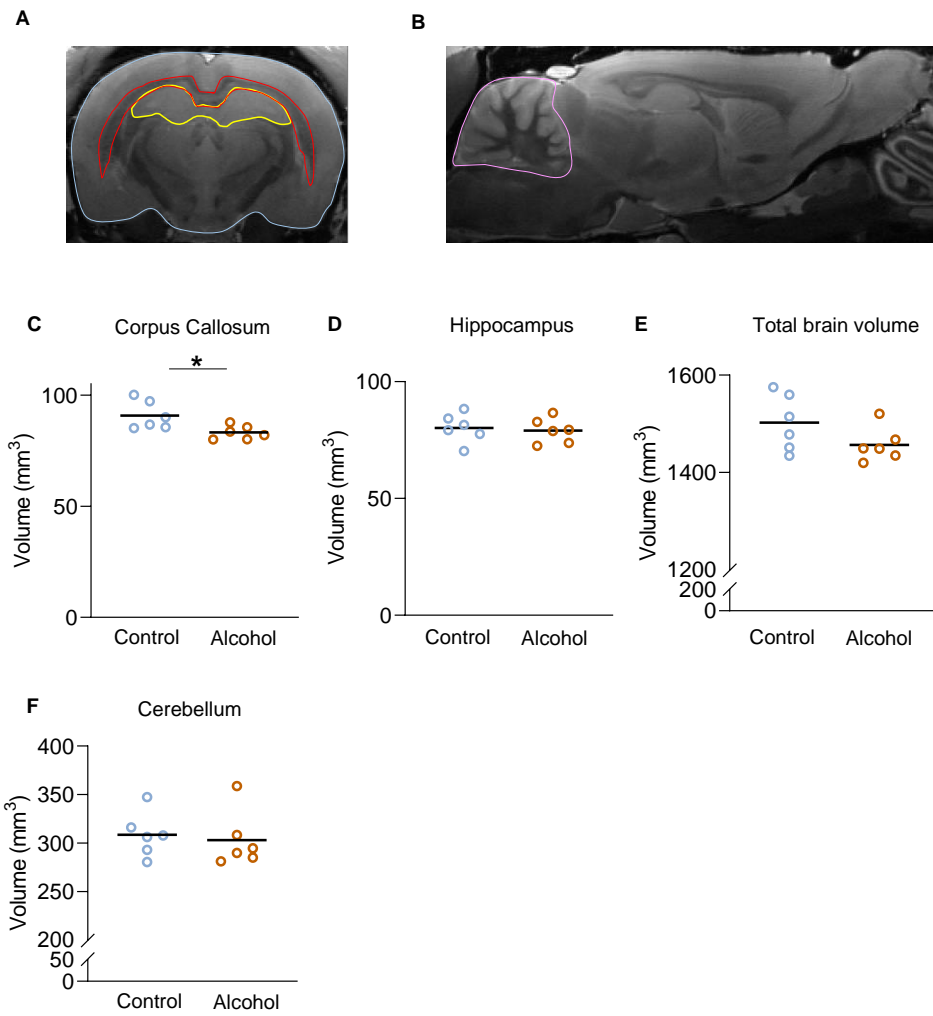 A
B
C
Corpus Callosum
*
Volume (mm³)
100
50
0
Control
Alcohol
D
Hippocampus
Volume (mm³)
100
50
0
Control
Alcohol
E
Total brain volume
Volume (mm³)
1600
1400
1200
200
0
Control
Alcohol
F
Cerebellum
Volume (mm³)
400
350
300
250
200
50
0
Control
Alcohol